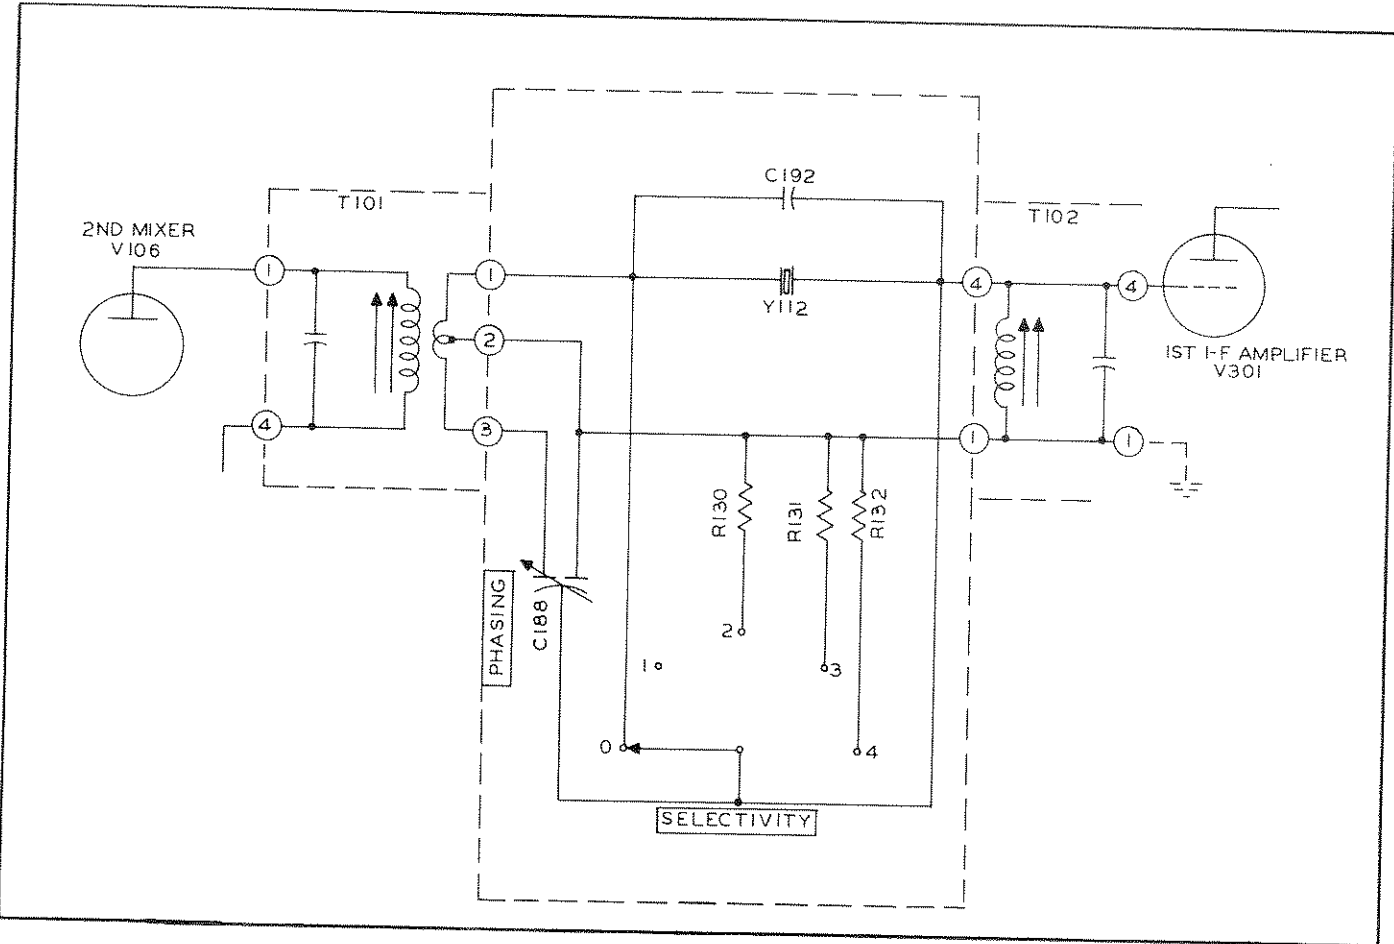 C192
T101
T102
2ND MIXER
V106
1
1
4
4
Y112
2
1ST I-F AMPLIFIER
V301
4
3
1
1
R130
R131
R132
PHASING
C188
2
1
3
0
4
SELECTIVITY